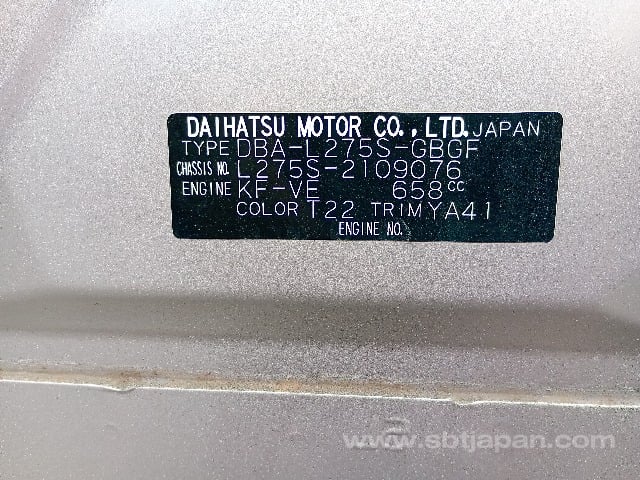 DAIHATSU MOTOR CO.,LTD. JAPAN
TYPE DBA-L275S-GBGF
CHASSIS NO. L275S-2109076
ENGINE KF-VE 658CC
COLOR T22 TRIM YA41
ENGINE NO.
www.sbtjapan.com